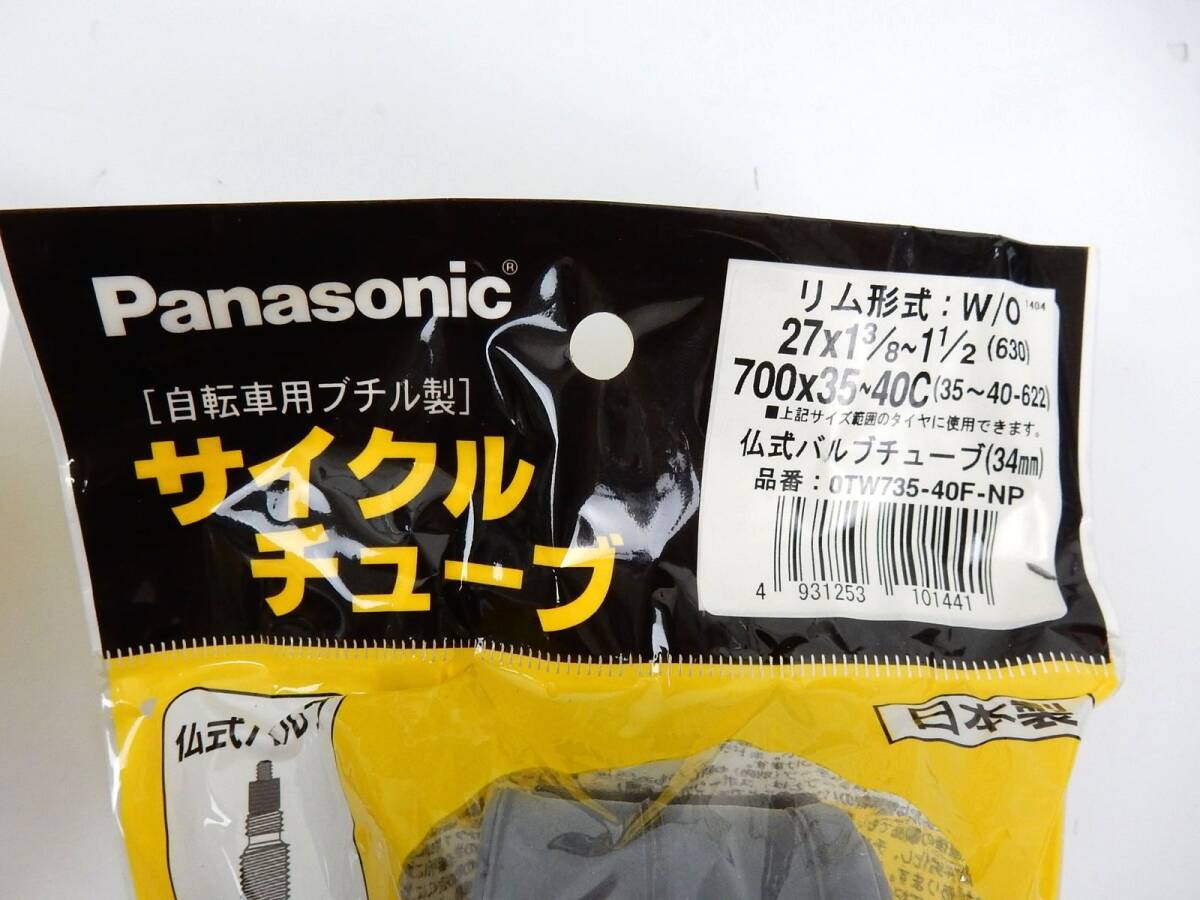 Panasonic®
[自転車用ブチル製]
サイクル
チューブ
リム形式：W/O 1404
27x1 3/8~1 1/2 (630)
700x35~40C(35～40-622)
■上記サイズ範囲のタイヤに使用できます。
仏式バルブチューブ(34mm)
品番：0TW735-40F-NP
4 931253 101441
仏式バルブ